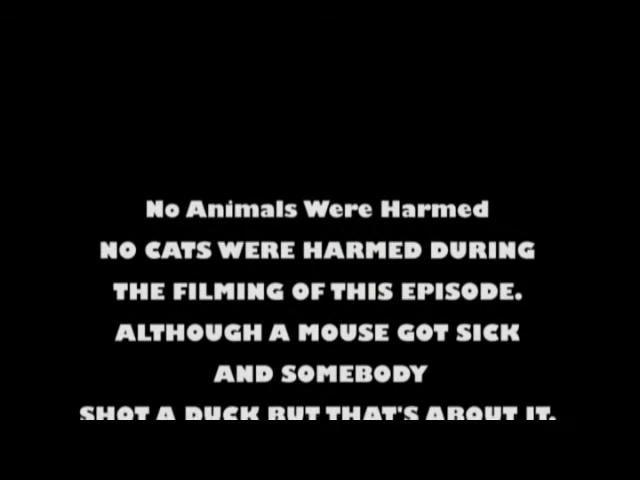 No Animals Were Harmed
NO CATS WERE HARMED DURING
THE FILMING OF THIS EPISODE.
ALTHOUGH A MOUSE GOT SICK
AND SOMEBODY
SHOT A DUCK BUT THAT'S ABOUT IT.